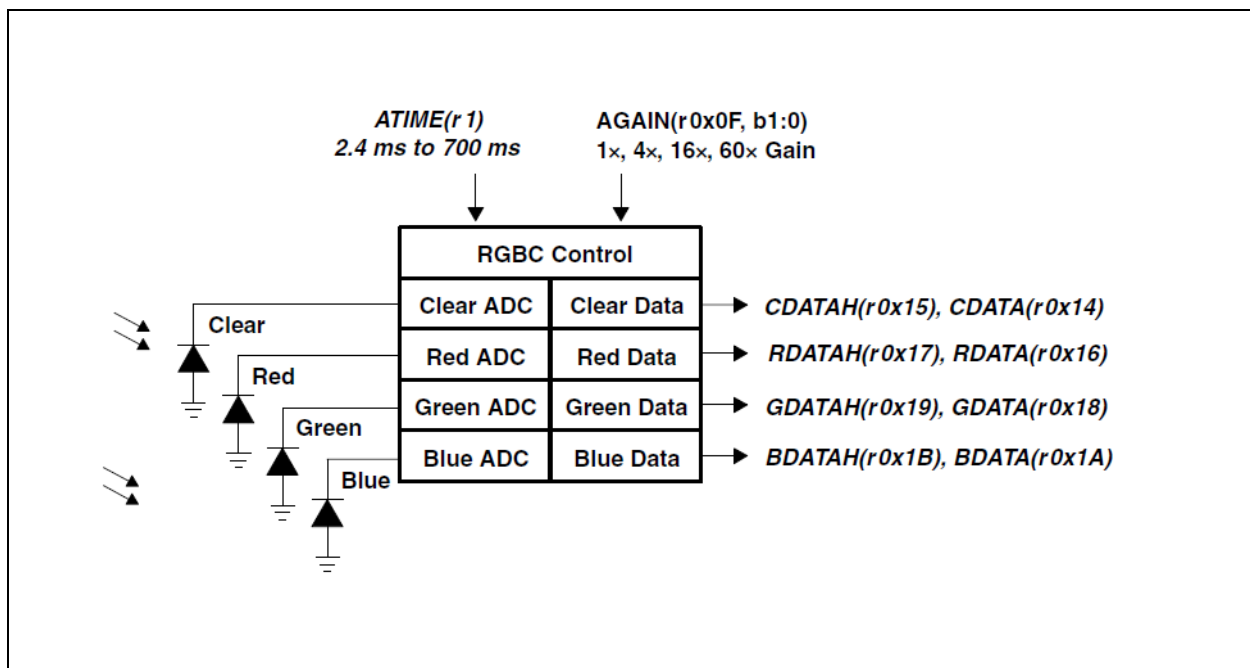 ATIME(r 1)
2.4 ms to 700 ms
AGAIN(r0x0F, b1:0)
1×, 4×, 16×, 60× Gain
RGBC Control
Clear
Clear ADC
Clear Data
CDATAH(r0x15), CDATA(r0x14)
Red
Red ADC
Red Data
RDATAH(r0x17), RDATA(r0x16)
Green
Green ADC
Green Data
GDATAH(r0x19), GDATA(r0x18)
Blue
Blue ADC
Blue Data
BDATAH(r0x1B), BDATA(r0x1A)